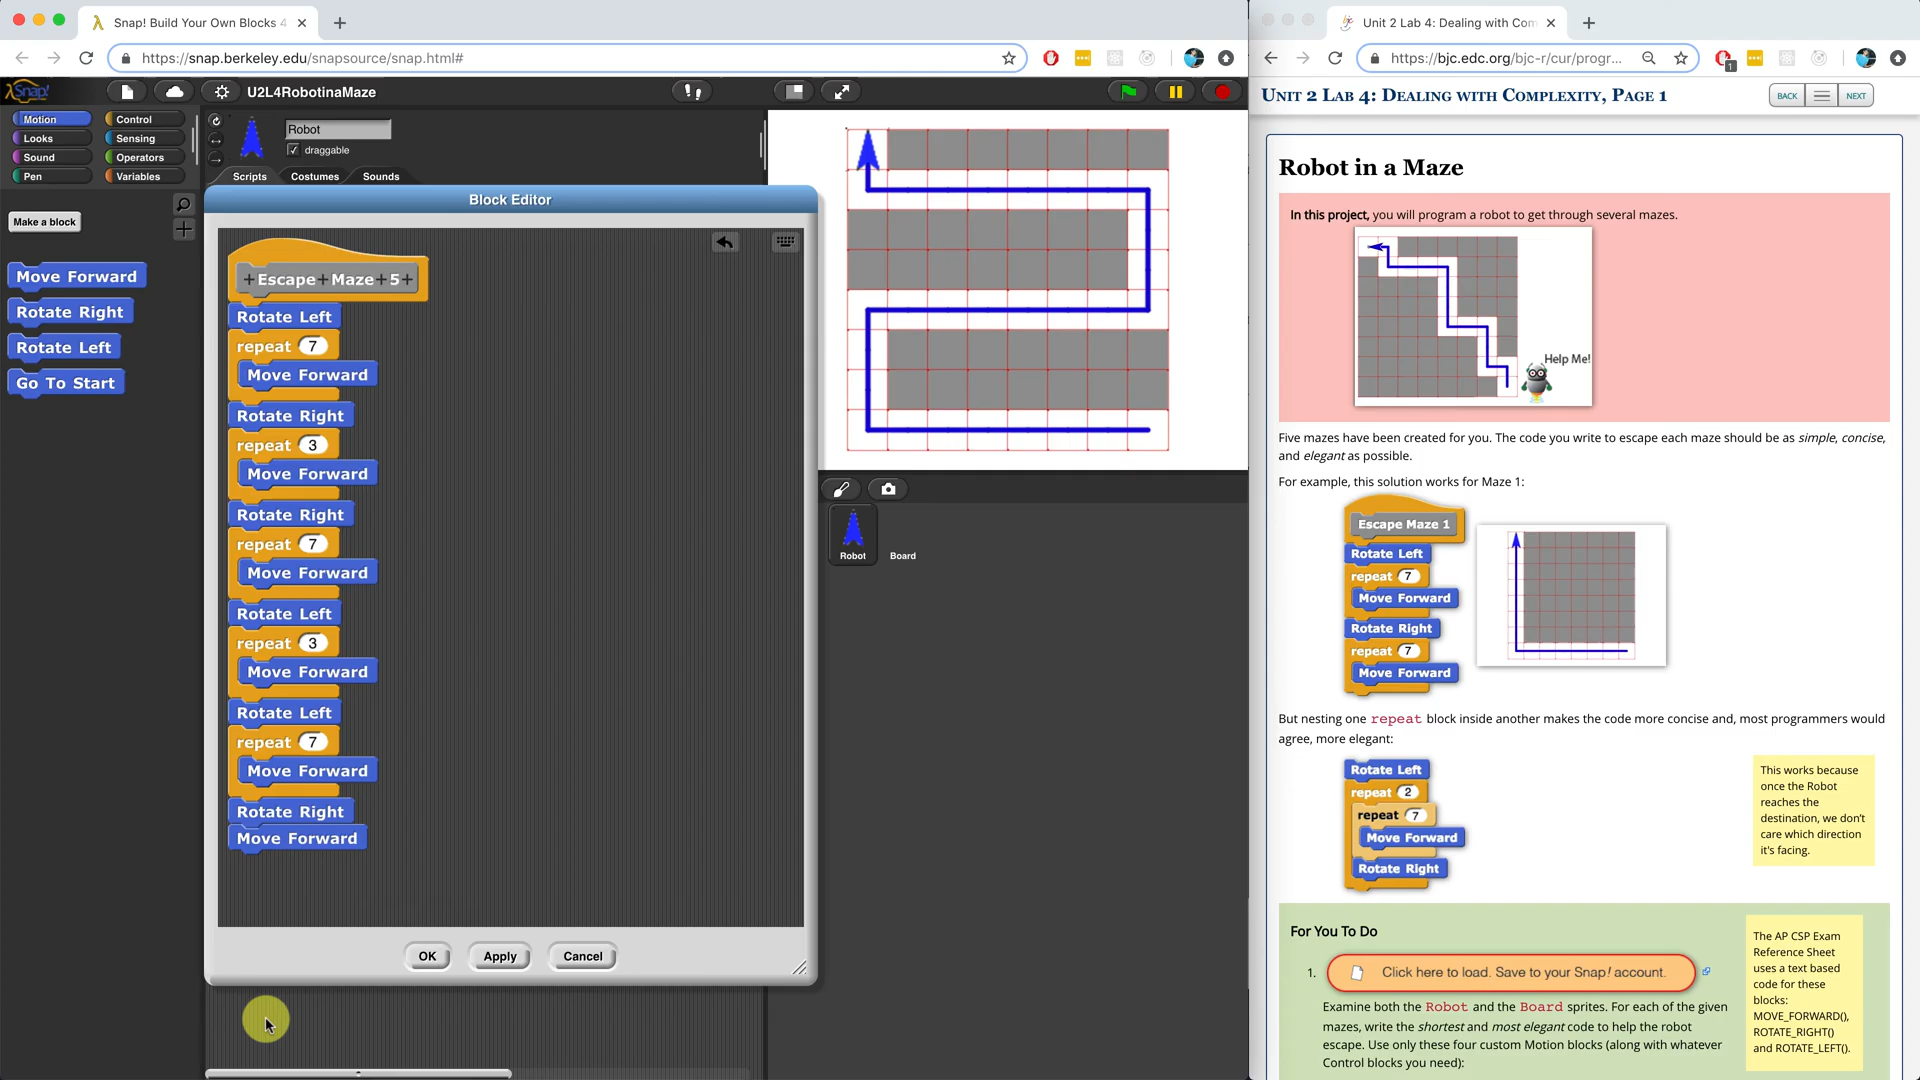 Snap! Build Your Own Blocks 4
https://snap.berkeley.edu/snapsource/snap.html#
Snap!
U2L4RobotinaMaze
Motion
Control
Looks
Sensing
Sound
Operators
Pen
Variables
Make a block
Move Forward
Rotate Right
Rotate Left
Go To Start
Robot
draggable
Scripts
Costumes
Sounds
Block Editor
+Escape+ Maze +5+
Rotate Left
repeat 7
Move Forward
Rotate Right
repeat 3
Move Forward
Rotate Right
repeat 7
Move Forward
Rotate Left
repeat 3
Move Forward
Rotate Left
repeat 7
Move Forward
Rotate Right
Move Forward
OK
Apply
Cancel
Robot
Board
Unit 2 Lab 4: Dealing with Com
https://bjc.edc.org/bjc-r/cur/progr...
1
Unit 2 Lab 4: Dealing with Complexity, Page 1
BACK
NEXT
Robot in a Maze
In this project, you will program a robot to get through several mazes.
Help Me!
Five mazes have been created for you. The code you write to escape each maze should be as simple, concise,
and elegant as possible.
For example, this solution works for Maze 1:
Escape Maze 1
Rotate Left
repeat 7
Move Forward
Rotate Right
repeat 7
Move Forward
But nesting one repeat block inside another makes the code more concise and, most programmers would
agree, more elegant:
Rotate Left
repeat 2
repeat 7
Move Forward
Rotate Right
This works because
once the Robot
reaches the
destination, we don't
care which direction
it's facing.
For You To Do
1. Click here to load. Save to your Snap! account.
Examine both the Robot and the Board sprites. For each of the given
mazes, write the shortest and most elegant code to help the robot
escape. Use only these four custom Motion blocks (along with whatever
Control blocks you need):
The AP CSP Exam
Reference Sheet
uses a text based
code for these
blocks:
MOVE_FORWARD(),
ROTATE_RIGHT()
and ROTATE_LEFT().